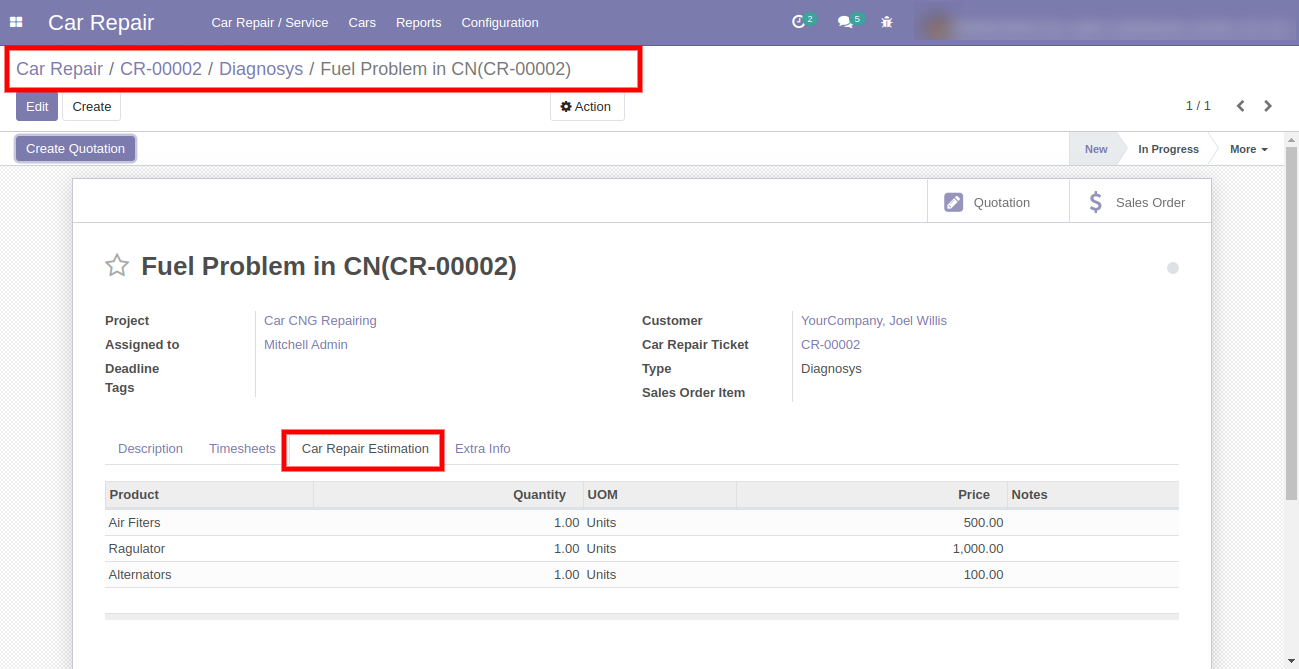 Car Repair Car Repair / Service Cars Reports Configuration 2 5
Car Repair / CR-00002 / Diagnosys / Fuel Problem in CN(CR-00002)
Edit Create Action 1 / 1
Create Quotation New In Progress More
Quotation Sales Order
Fuel Problem in CN(CR-00002)
Project Car CNG Repairing Customer YourCompany, Joel Willis
Assigned to Mitchell Admin Car Repair Ticket CR-00002
Deadline Type Diagnosys
Tags Sales Order Item
Description Timesheets Car Repair Estimation Extra Info
Product Quantity UOM Price Notes
Air Fiters 1.00 Units 500.00
Ragulator 1.00 Units 1,000.00
Alternators 1.00 Units 100.00